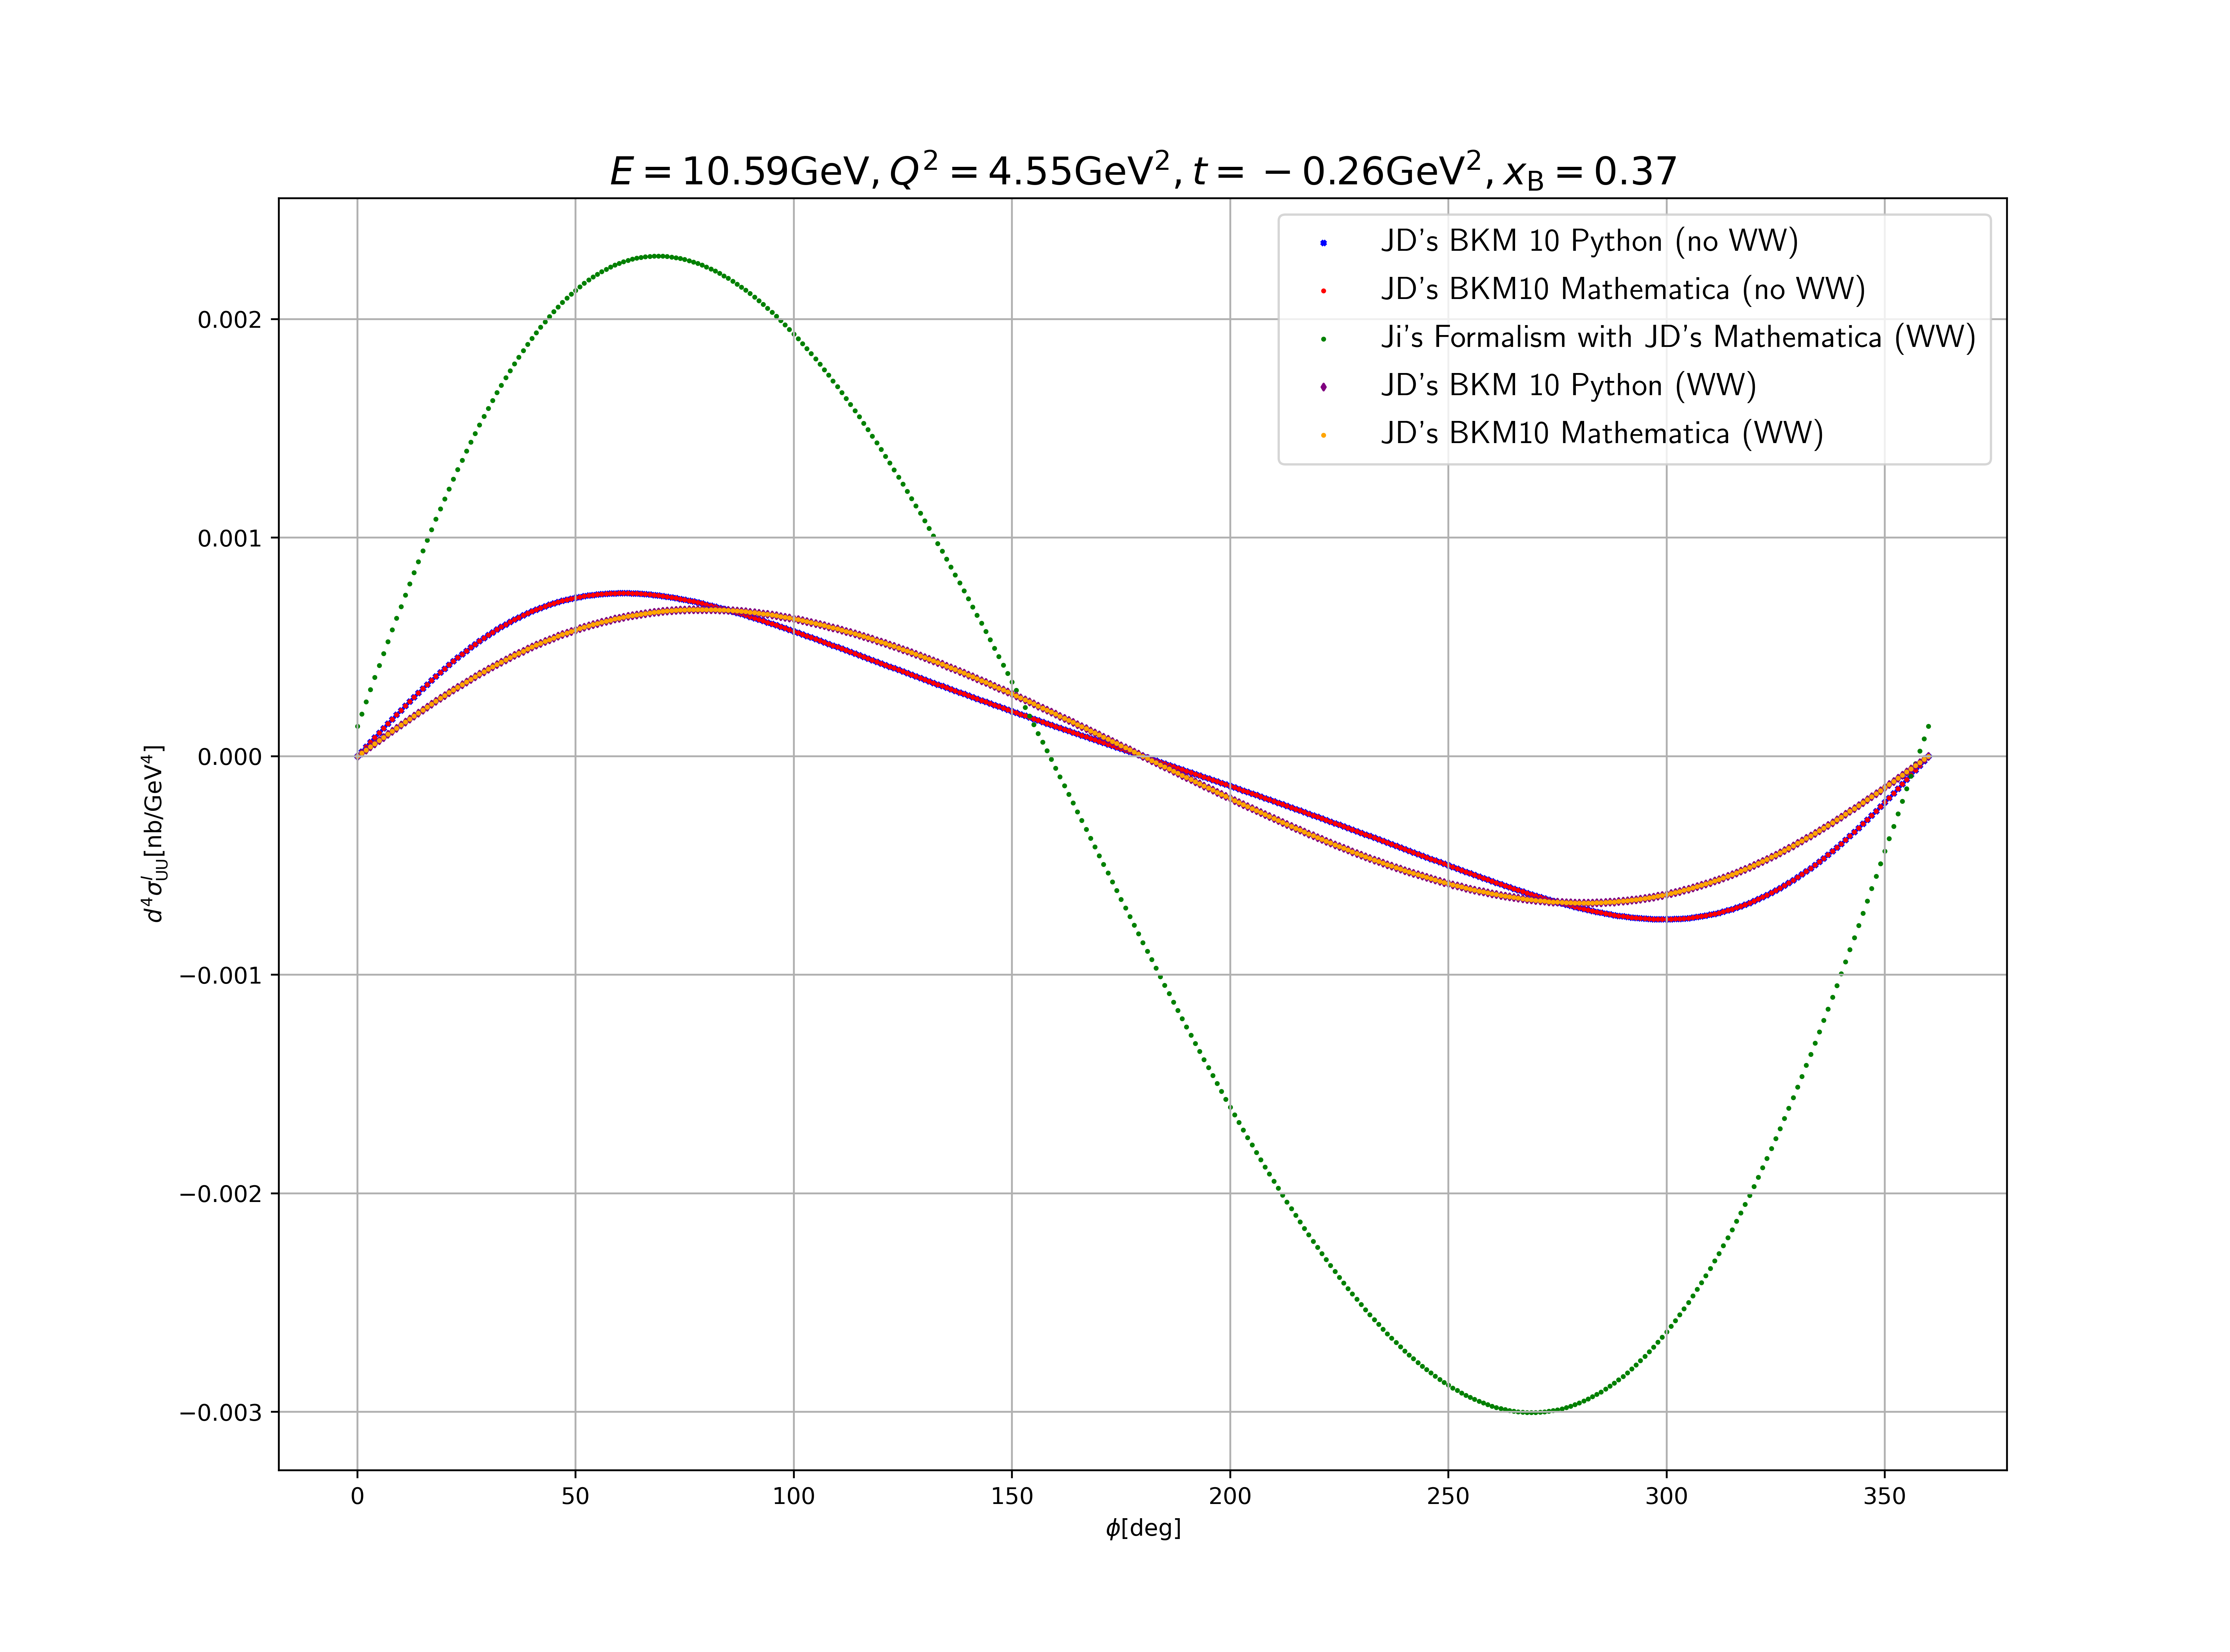 E = 10.59GeV, Q² = 4.55GeV², t = −0.26GeV², x_B = 0.37
JD's BKM 10 Python (no WW)
JD's BKM10 Mathematica (no WW)
Ji's Formalism with JD's Mathematica (WW)
JD's BKM 10 Python (WW)
JD's BKM10 Mathematica (WW)
d⁴σ^I_UU[nb/GeV⁴]
0.002
0.001
0.000
−0.001
−0.002
−0.003
0 50 100 150 200 250 300 350
ϕ[deg]